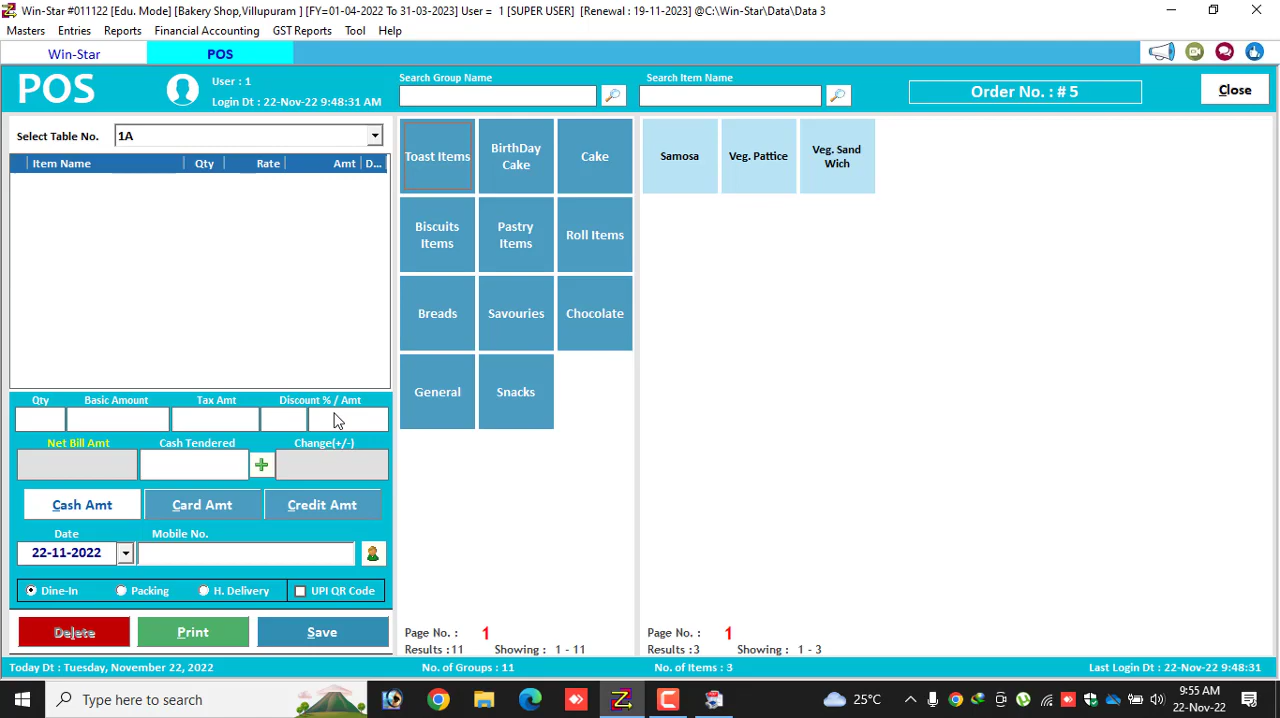 Win-Star #011122 [Edu. Mode] [Bakery Shop,Villupuram] [FY=01-04-2022 To 31-03-2023] User = 1 [SUPER USER] [Renewal : 19-11-2023] @C:\Win-Star\Data\Data 3
Masters Entries Reports Financial Accounting GST Reports Tool Help
Win-Star POS
POS
User : 1
Login Dt : 22-Nov-22 9:48:31 AM
Search Group Name
Search Item Name
Order No. : # 5
Close
Select Table No. 1A
Item Name Qty Rate Amt D...
Toast Items
BirthDay
Cake
Cake
Biscuits
Items
Pastry
Items
Roll Items
Breads
Savouries
Chocolate
General
Snacks
Samosa
Veg. Pattice
Veg. Sand
Wich
Qty Basic Amount Tax Amt Discount % / Amt
Net Bill Amt Cash Tendered Change(+/-)
Cash Amt Card Amt Credit Amt
Date Mobile No.
22-11-2022
Dine-In Packing H. Delivery UPI QR Code
Delete Print Save
Page No. : 1
Results : 11 Showing : 1 - 11
Page No. : 1
Results : 3 Showing : 1 - 3
Today Dt : Tuesday, November 22, 2022 No. of Groups : 11 No. of Items : 3 Last Login Dt : 22-Nov-22 9:48:31
Type here to search
25°C
9:55 AM
22-Nov-22